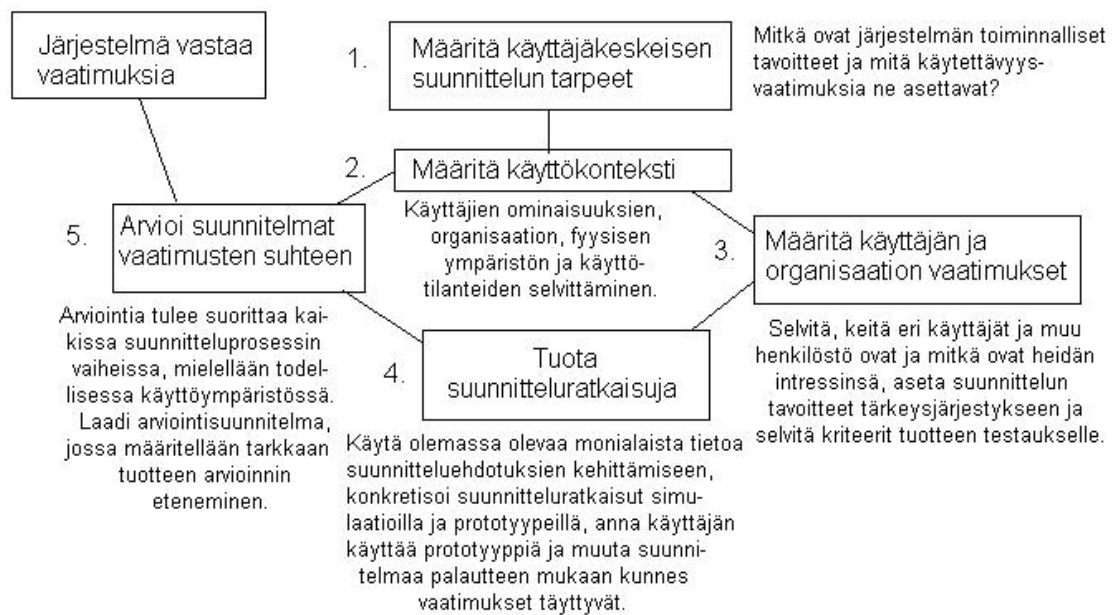 Järjestelmä vastaa
vaatimuksia
1.
Määritä käyttäjäkeskeisen
suunnittelun tarpeet
Mitkä ovat järjestelmän toiminnalliset
tavoitteet ja mitä käytettävyys-
vaatimuksia ne asettavat?
2.
Määritä käyttökonteksti
Käyttäjien ominaisuuksien,
organisaation, fyysisen
ympäristön ja käyttö-
tilanteiden selvittäminen.
3.
Määritä käyttäjän ja
organisaation vaatimukset
Selvitä, keitä eri käyttäjät ja muu
henkilöstö ovat ja mitkä ovat heidän
intressinsä, aseta suunnittelun
tavoitteet tärkeysjärjestykseen ja
selvitä kriteerit tuotteen testaukselle.
4.
Tuota
suunnitteluratkaisuja
Käytä olemassa olevaa monialaista tietoa
suunnitteluehdotuksien kehittämiseen,
konkretisoi suunnitteluratkaisut simu-
laatioilla ja prototyypeillä, anna käyttäjän
käyttää prototyyppiä ja muuta suunni-
telmaa palautteen mukaan kunnes
vaatimukset täyttyvät.
5.
Arvioi suunnitelmat
vaatimusten suhteen
Arviointia tulee suorittaa kai-
kissa suunnitteluprosessin
vaiheissa, mielellään todel-
lisessa käyttöympäristössä.
Laadi arviointisuunnitelma,
jossa määritellään tarkkaan
tuotteen arvioinnin
eteneminen.